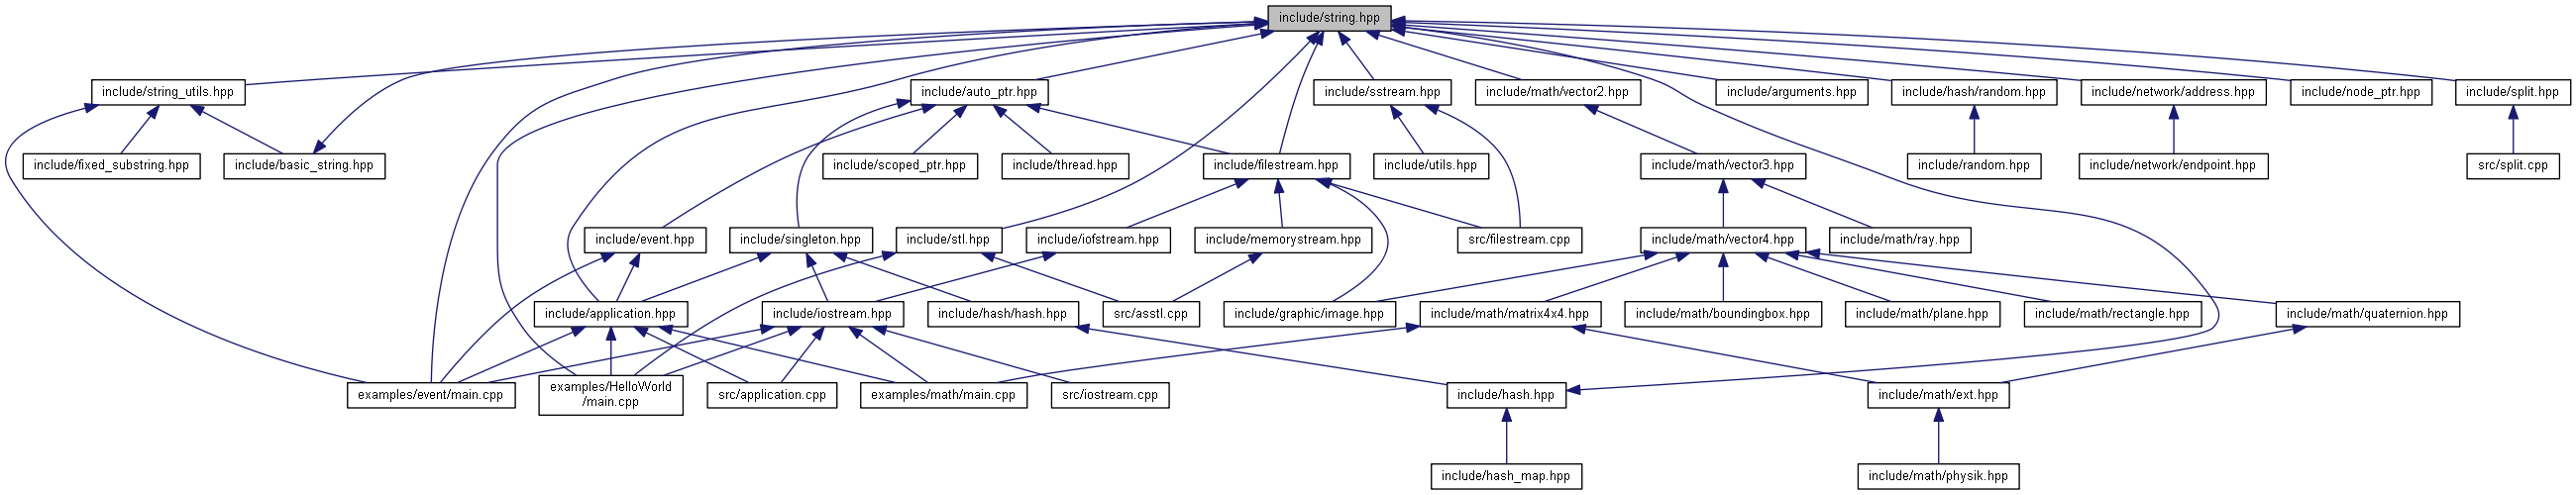 include/string.hpp
include/string_utils.hpp
include/auto_ptr.hpp
include/sstream.hpp
include/math/vector2.hpp
include/arguments.hpp
include/hash/random.hpp
include/network/address.hpp
include/node_ptr.hpp
include/split.hpp
include/fixed_substring.hpp
include/basic_string.hpp
include/scoped_ptr.hpp
include/thread.hpp
include/filestream.hpp
include/utils.hpp
include/math/vector3.hpp
include/random.hpp
include/network/endpoint.hpp
src/split.cpp
include/event.hpp
include/singleton.hpp
include/stl.hpp
include/iofstream.hpp
include/memorystream.hpp
src/filestream.cpp
include/math/vector4.hpp
include/math/ray.hpp
include/application.hpp
include/iostream.hpp
include/hash/hash.hpp
src/asstl.cpp
include/graphic/image.hpp
include/math/matrix4x4.hpp
include/math/boundingbox.hpp
include/math/plane.hpp
include/math/rectangle.hpp
include/math/quaternion.hpp
examples/event/main.cpp
examples/HelloWorld
/main.cpp
src/application.cpp
examples/math/main.cpp
src/iostream.cpp
include/hash.hpp
include/math/ext.hpp
include/hash_map.hpp
include/math/physik.hpp